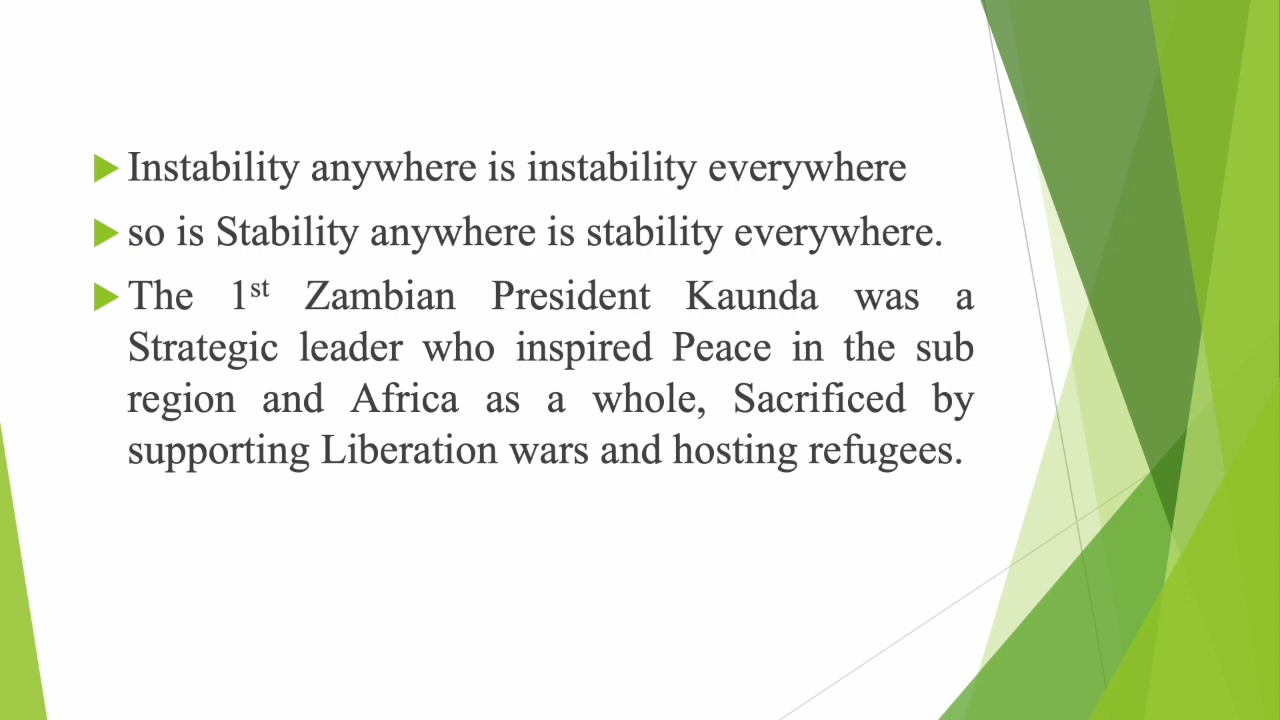 Instability anywhere is instability everywhere
so is Stability anywhere is stability everywhere.
The 1st Zambian President Kaunda was a
Strategic leader who inspired Peace in the sub
region and Africa as a whole, Sacrificed by
supporting Liberation wars and hosting refugees.